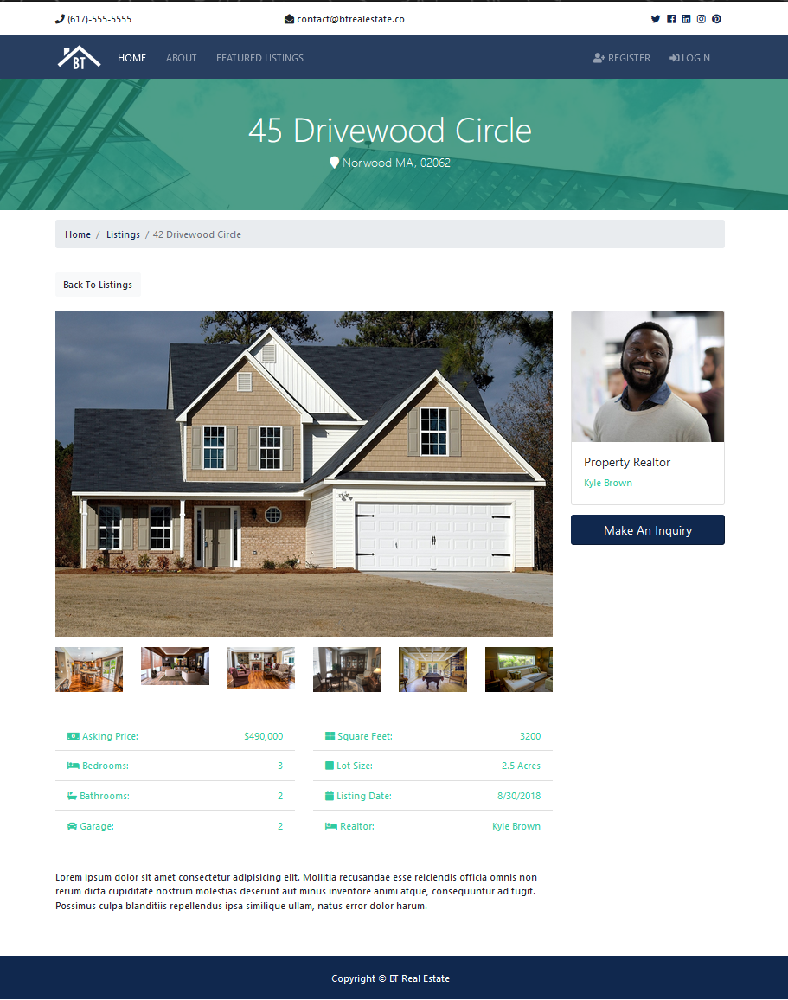 (617)-555-5555 contact@btrealestate.co
BT HOME ABOUT FEATURED LISTINGS REGISTER LOGIN
45 Drivewood Circle
Norwood MA, 02062
Home / Listings / 42 Drivewood Circle
Back To Listings
Property Realtor
Kyle Brown
Make An Inquiry
Asking Price: $490,000 Square Feet: 3200
Bedrooms: 3 Lot Size: 2.5 Acres
Bathrooms: 2 Listing Date: 8/30/2018
Garage: 2 Realtor: Kyle Brown
Lorem ipsum dolor sit amet consectetur adipisicing elit. Mollitia recusandae esse reiciendis officia omnis non
rerum dicta cupiditate nostrum molestias deserunt aut minus inventore animi atque, consequuntur ad fugit.
Possimus culpa blanditiis repellendus ipsa similique ullam, natus error dolor harum.
Copyright © BT Real Estate